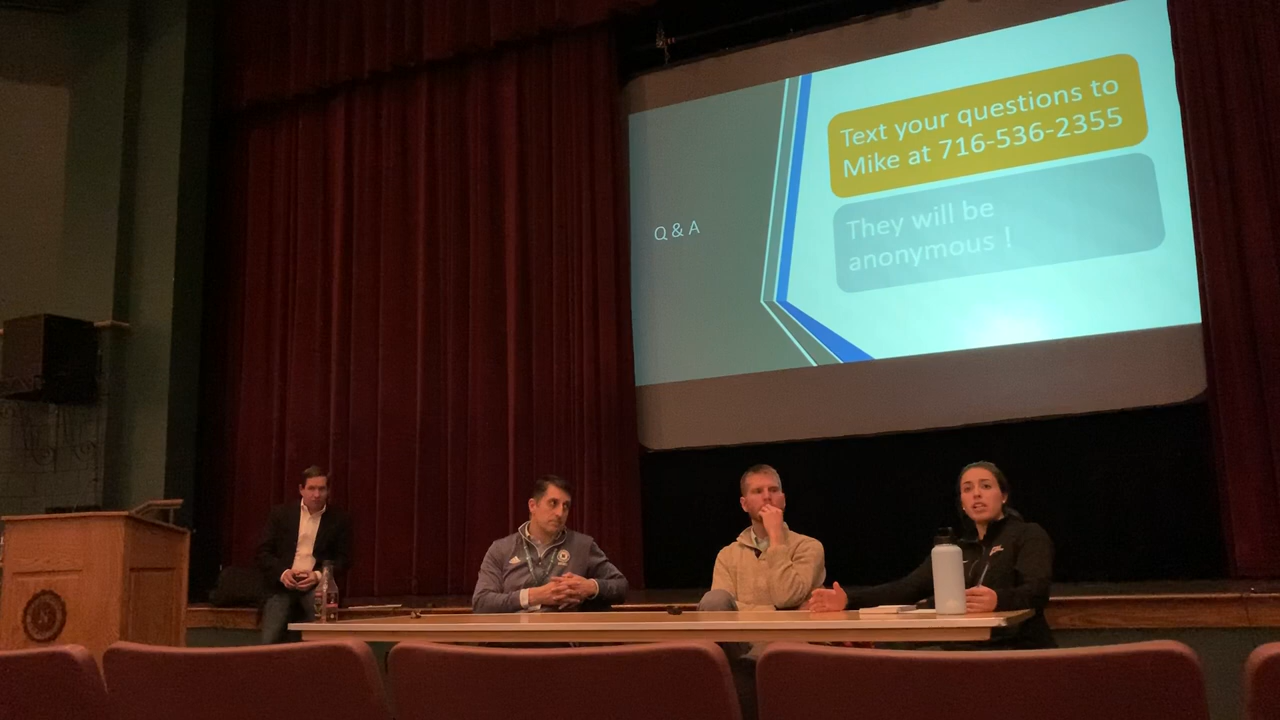 Q & A
Text your questions to
Mike at 716-536-2355
They will be
anonymous !